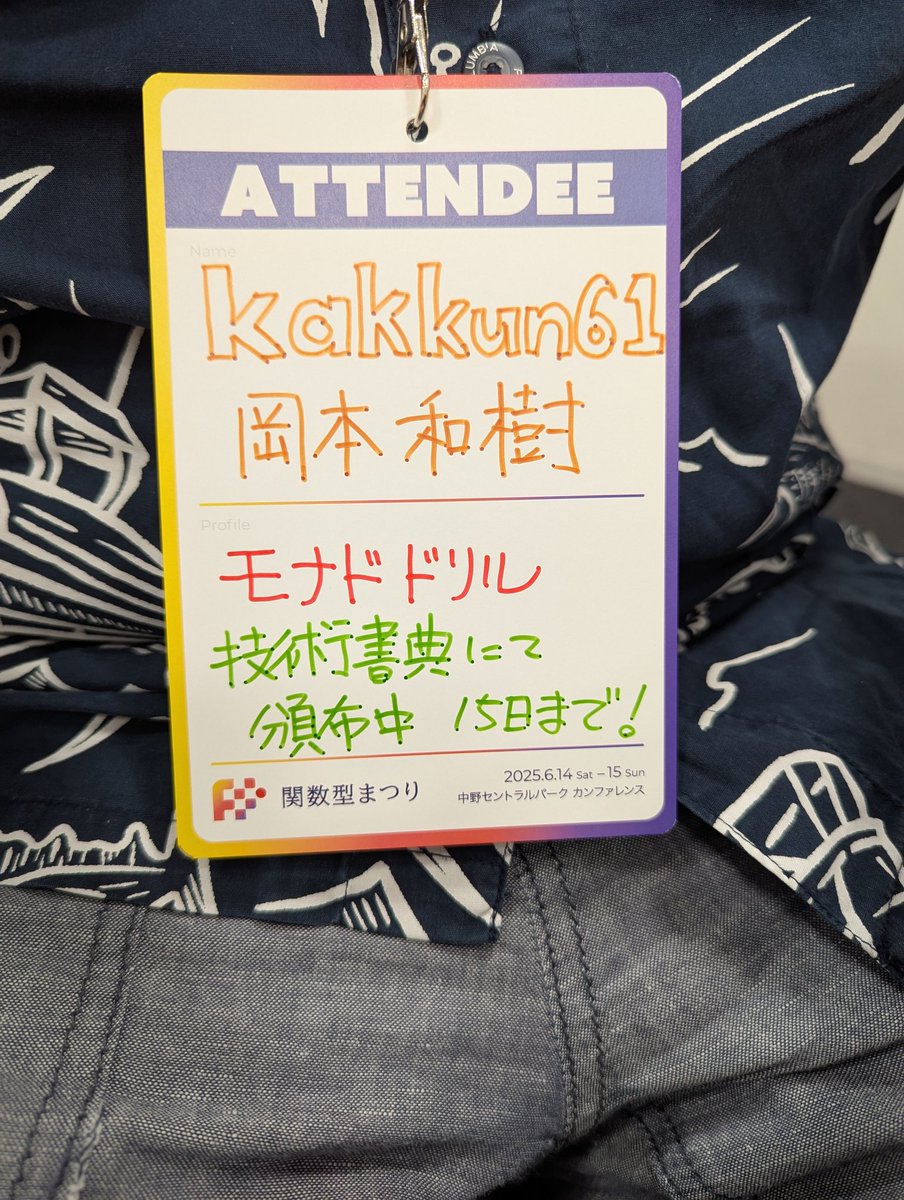 ATTENDEE
Name
kakkun61
岡本 和樹
Profile
モナドドリル
技術書典にて
頒布中 15日まで!
関数型まつり
2025.6.14 Sat – 15 Sun
中野セントラルパーク カンファレンス